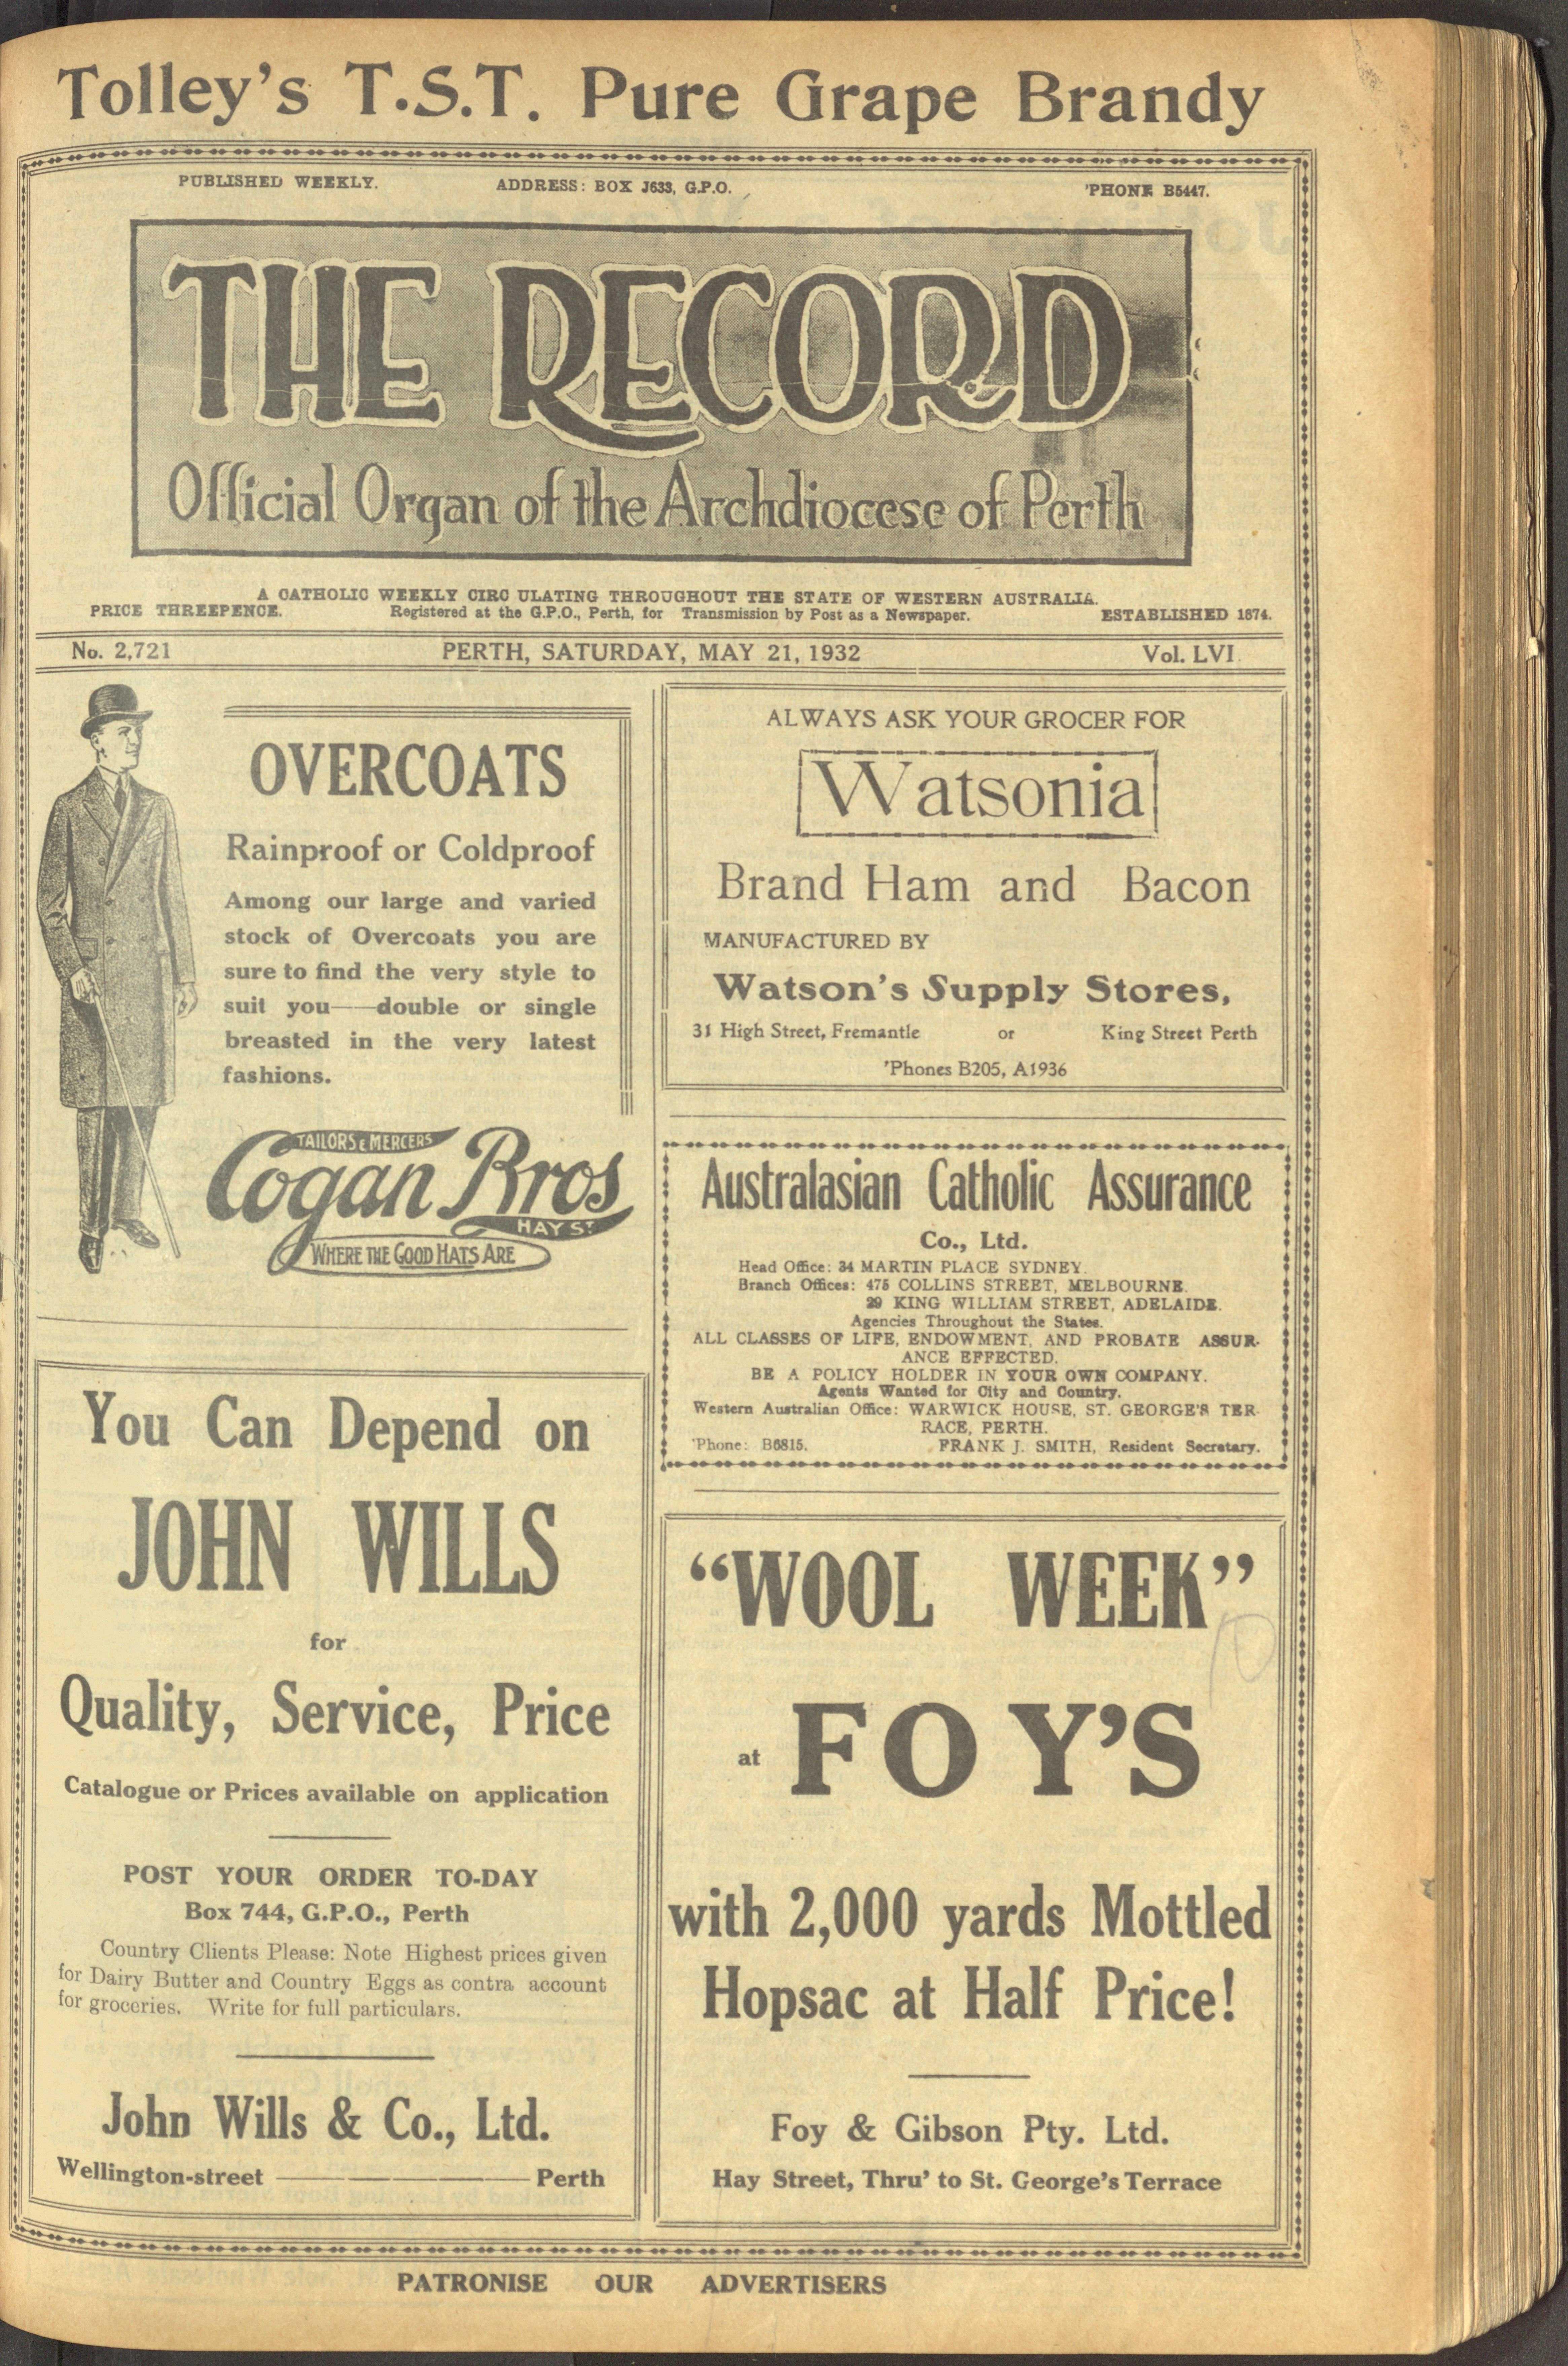 Tolley's T.S.T. Pure Grape Brandy
PUBLISHED WEEKLY. ADDRESS: BOX J633, G.P.O. 'PHONE B5447.
THE RECORD
Official Organ of the Archdiocese of Perth
A CATHOLIC WEEKLY CIRC ULATING THROUGHOUT THE STATE OF WESTERN AUSTRALIA.
PRICE THREEPENCE. Registered at the G.P.O., Perth, for Transmission by Post as a Newspaper. ESTABLISHED 1874.
No. 2,721 PERTH, SATURDAY, MAY 21, 1932 Vol. LVI
OVERCOATS
Rainproof or Coldproof
Among our large and varied
stock of Overcoats you are
sure to find the very style to
suit you—double or single
breasted in the very latest
fashions.
TAILORS & MERCERS
Cogan Bros
HAY ST
WHERE THE GOOD HATS ARE
You Can Depend on
JOHN WILLS
for
Quality, Service, Price
Catalogue or Prices available on application
POST YOUR ORDER TO-DAY
Box 744, G.P.O., Perth
Country Clients Please: Note Highest prices given
for Dairy Butter and Country Eggs as contra account
for groceries. Write for full particulars.
John Wills & Co., Ltd.
Wellington-street Perth
ALWAYS ASK YOUR GROCER FOR
Watsonia
Brand Ham and Bacon
MANUFACTURED BY
Watson's Supply Stores,
31 High Street, Fremantle or King Street Perth
'Phones B205, A1936
Australasian Catholic Assurance
Co., Ltd.
Head Office: 34 MARTIN PLACE SYDNEY.
Branch Offices: 475 COLLINS STREET, MELBOURNE.
29 KING WILLIAM STREET, ADELAIDE.
Agencies Throughout the States.
ALL CLASSES OF LIFE, ENDOWMENT, AND PROBATE ASSUR-
ANCE EFFECTED.
BE A POLICY HOLDER IN YOUR OWN COMPANY.
Agents Wanted for City and Country.
Western Australian Office: WARWICK HOUSE, ST. GEORGE'S TER-
RACE, PERTH.
'Phone: B6815. FRANK J. SMITH, Resident Secretary.
"WOOL WEEK"
10
at FOY'S
with 2,000 yards Mottled
Hopsac at Half Price!
Foy & Gibson Pty. Ltd.
Hay Street, Thru' to St. George's Terrace
PATRONISE OUR ADVERTISERS